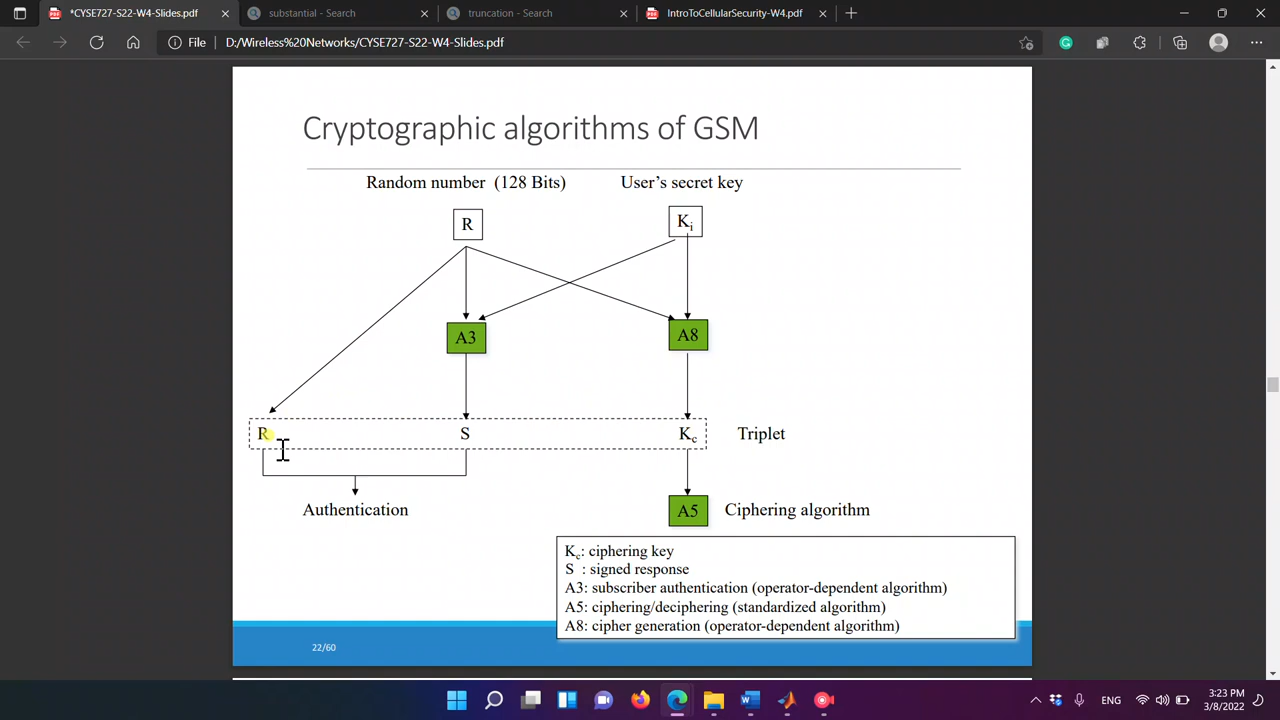 *CYSE727-S22-W4-Slides.pdf
substantial - Search
truncation - Search
IntroToCellularSecurity-W4.pdf
File
D:/Wireless%20Networks/CYSE727-S22-W4-Slides.pdf
Cryptographic algorithms of GSM
Random number (128 Bits)
User's secret key
R
Ki
A3
A8
R
S
Kc
Triplet
Authentication
A5
Ciphering algorithm
Kc: ciphering key
S : signed response
A3: subscriber authentication (operator-dependent algorithm)
A5: ciphering/deciphering (standardized algorithm)
A8: cipher generation (operator-dependent algorithm)
22/60
ENG
3:23 PM
3/8/2022